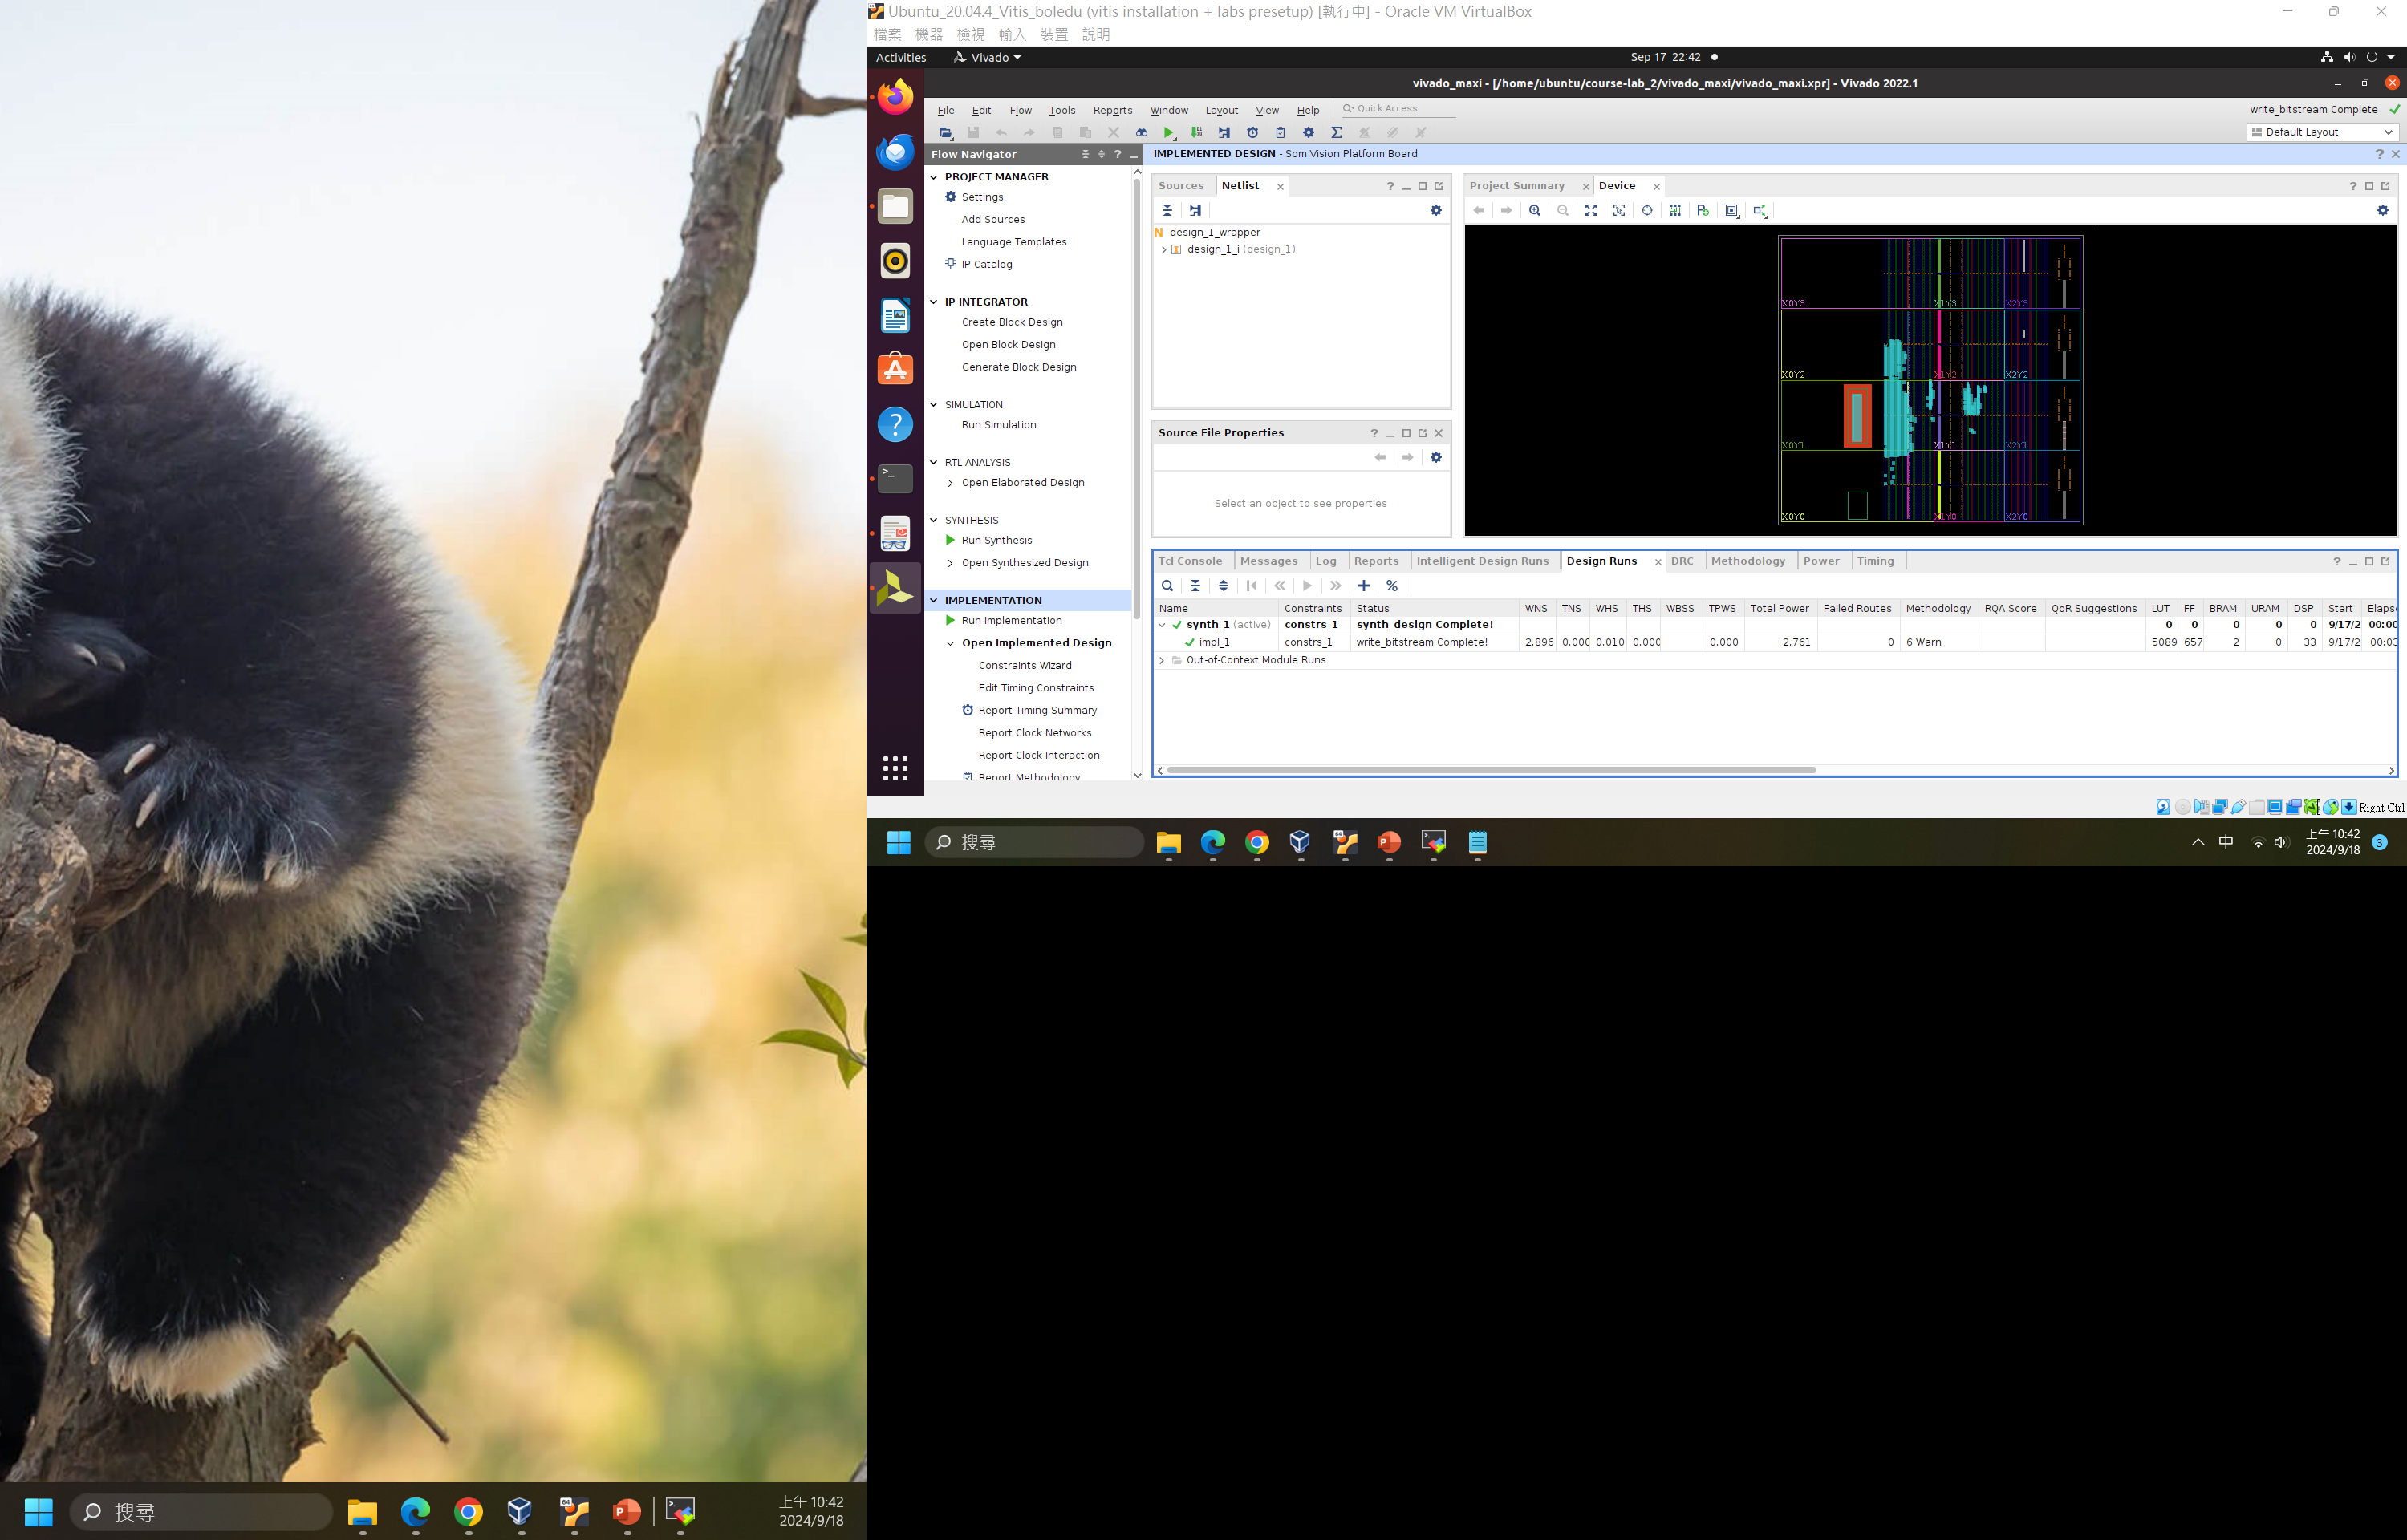 Ubuntu_20.04.4_Vitis_boledu (vitis installation + labs presetup) [執行中] - Oracle VM VirtualBox
檔案 機器 檢視 輸入 裝置 說明
Activities Vivado Sep 17 22:42
vivado_maxi - [/home/ubuntu/course-lab_2/vivado_maxi/vivado_maxi.xpr] - Vivado 2022.1
File Edit Flow Tools Reports Window Layout View Help Quick Access write_bitstream Complete
Default Layout
Flow Navigator
PROJECT MANAGER
Settings
Add Sources
Language Templates
IP Catalog
IP INTEGRATOR
Create Block Design
Open Block Design
Generate Block Design
SIMULATION
Run Simulation
RTL ANALYSIS
Open Elaborated Design
SYNTHESIS
Run Synthesis
Open Synthesized Design
IMPLEMENTATION
Run Implementation
Open Implemented Design
Constraints Wizard
Edit Timing Constraints
Report Timing Summary
Report Clock Networks
Report Clock Interaction
Report Methodology
IMPLEMENTED DESIGN - Som Vision Platform Board
Sources Netlist
design_1_wrapper
design_1_i (design_1)
Source File Properties
Select an object to see properties
Project Summary Device
X0Y3 X1Y3 X2Y3
X0Y2 X1Y2 X2Y2
X0Y1 X1Y1 X2Y1
X0Y0 X1Y0 X2Y0
Tcl Console Messages Log Reports Intelligent Design Runs Design Runs DRC Methodology Power Timing
Name Constraints Status WNS TNS WHS THS WBSS TPWS Total Power Failed Routes Methodology RQA Score QoR Suggestions LUT FF BRAM URAM DSP Start Elaps
synth_1 (active) constrs_1 synth_design Complete! 0 0 0 0 0 9/17/2 00:00
impl_1 constrs_1 write_bitstream Complete! 2.896 0.000 0.010 0.000 0.000 2.761 0 6 Warn 5089 657 2 0 33 9/17/2 00:03
Out-of-Context Module Runs
Right Ctrl
搜尋 中 上午 10:42
2024/9/18 3
搜尋 上午 10:42
2024/9/18